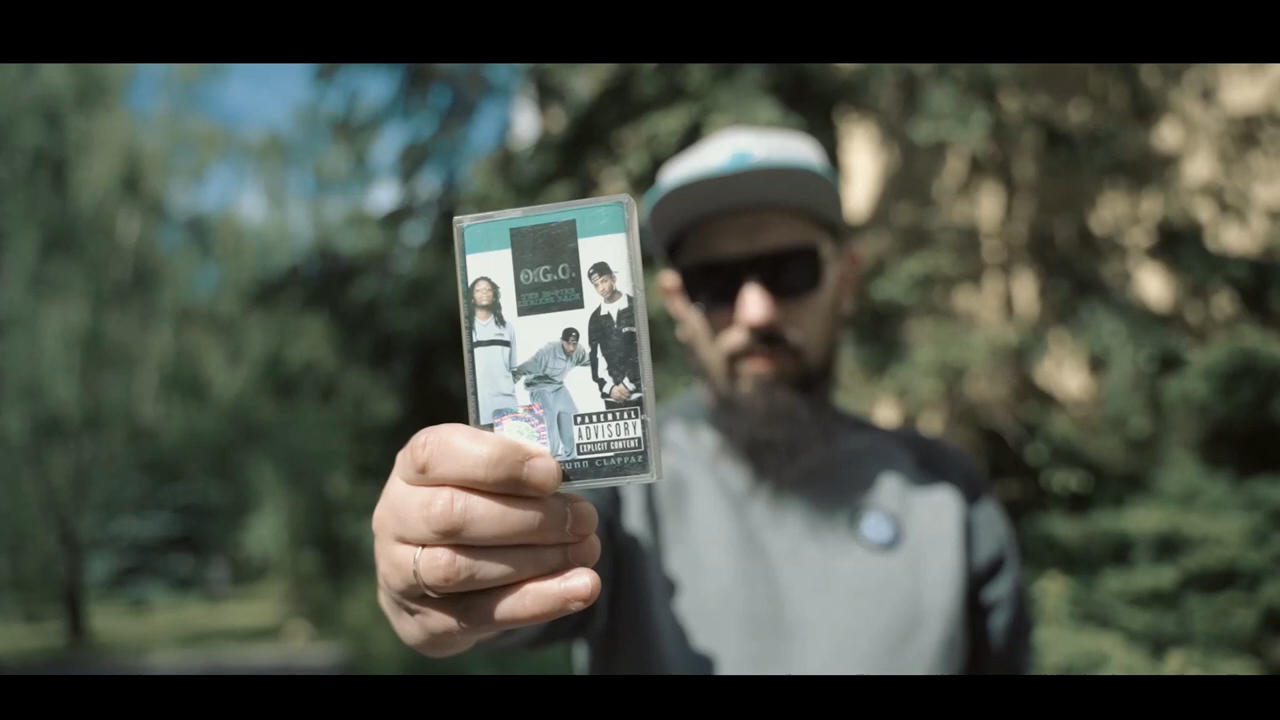 O.G.C.
GUNN CLAPPAZ
PARENTAL
ADVISORY
EXPLICIT CONTENT